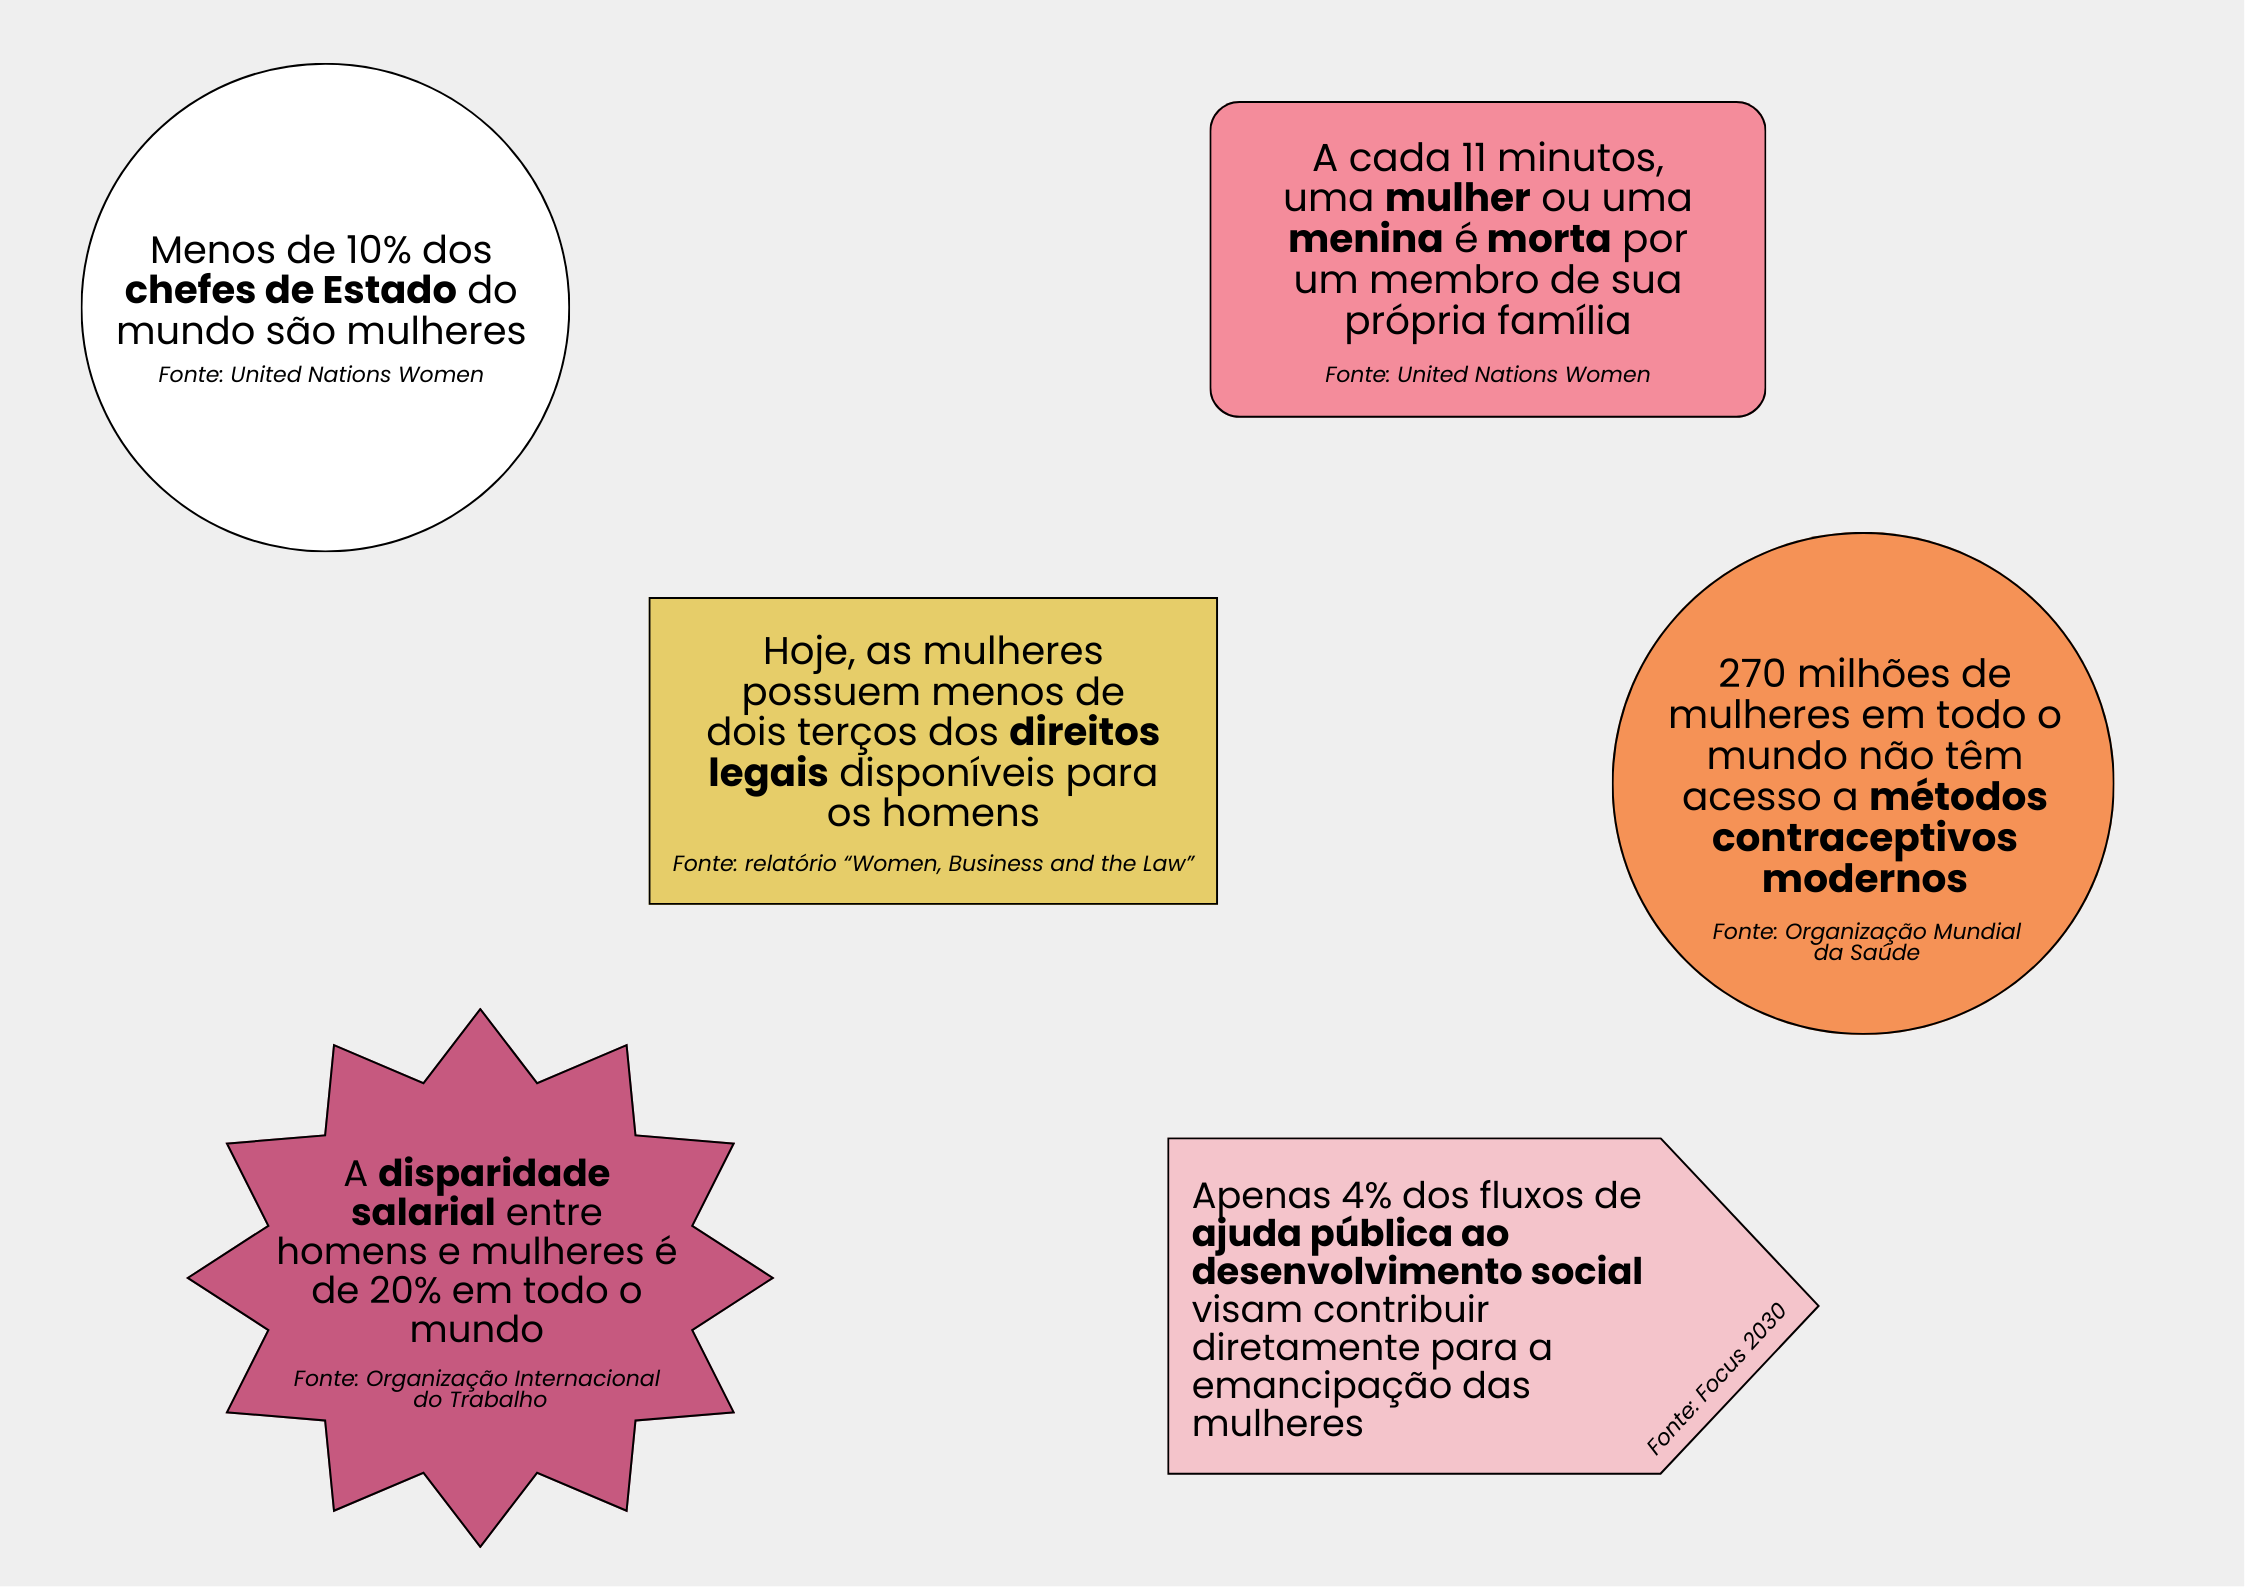 Menos de 10% dos
chefes de Estado do
mundo são mulheres
Fonte: United Nations Women
A cada 11 minutos,
uma mulher ou uma
menina é morta por
um membro de sua
própria família
Fonte: United Nations Women
Hoje, as mulheres
possuem menos de
dois terços dos direitos
legais disponíveis para
os homens
Fonte: relatório “Women, Business and the Law”
270 milhões de
mulheres em todo o
mundo não têm
acesso a métodos
contraceptivos
modernos
Fonte: Organização Mundial
da Saúde
A disparidade
salarial entre
homens e mulheres é
de 20% em todo o
mundo
Fonte: Organização Internacional
do Trabalho
Apenas 4% dos fluxos de
ajuda pública ao
desenvolvimento social
visam contribuir
diretamente para a
emancipação das
mulheres
Fonte: Focus 2030